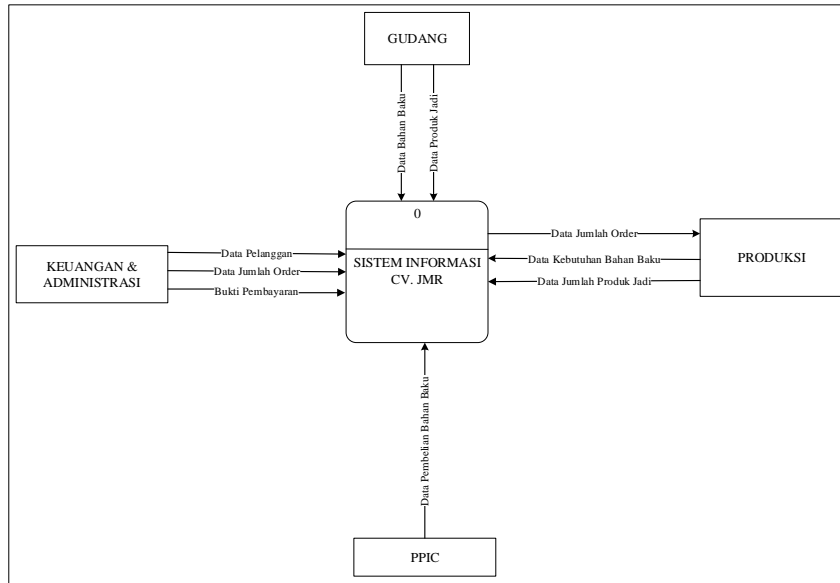 GUDANG
Data Bahan Baku
Data Produk Jadi
0
SISTEM INFORMASI
CV. JMR
KEUANGAN &
ADMINISTRASI
Data Pelanggan
Data Jumlah Order
Bukti Pembayaran
Data Jumlah Order
Data Kebutuhan Bahan Baku
Data Jumlah Produk Jadi
PRODUKSI
Data Pembelian Bahan Baku
PPIC